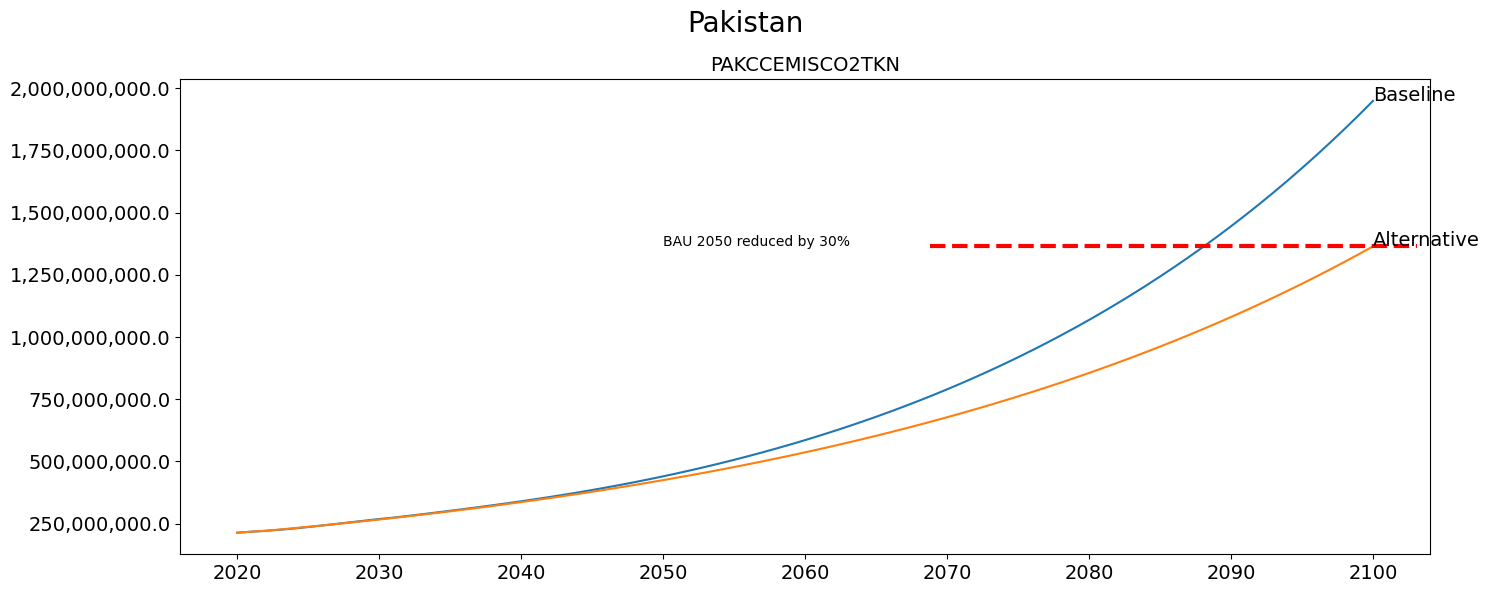 Pakistan
PAKCCEMISCO2TKN
2,000,000,000.0
1,750,000,000.0
1,500,000,000.0
1,250,000,000.0
1,000,000,000.0
750,000,000.0
500,000,000.0
250,000,000.0
Baseline
BAU 2050 reduced by 30%
Alternative
2020 2030 2040 2050 2060 2070 2080 2090 2100